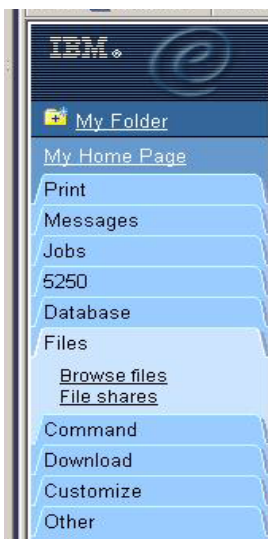 IBM®
My Folder
My Home Page
Print
Messages
Jobs
5250
Database
Files
Browse files
File shares
Command
Download
Customize
Other